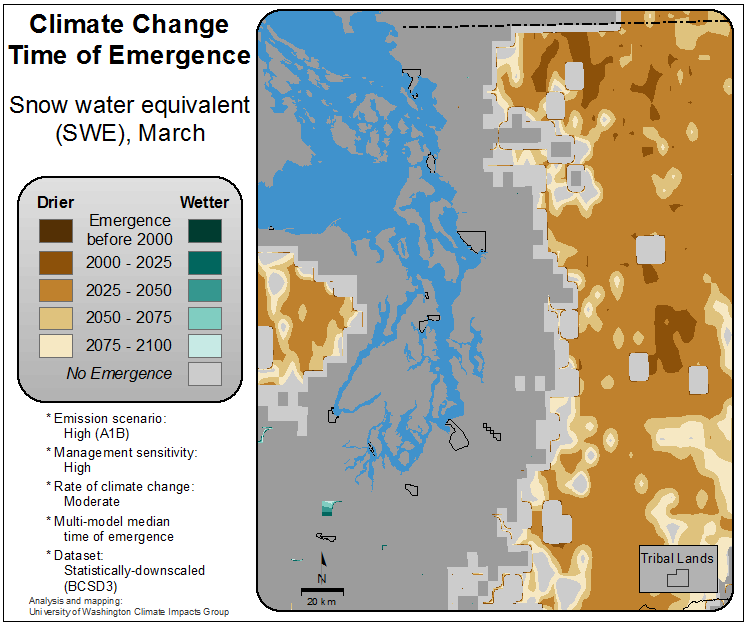 Climate Change
Time of Emergence
Snow water equivalent
(SWE), March
Drier Wetter
Emergence
before 2000
2000 - 2025
2025 - 2050
2050 - 2075
2075 - 2100
No Emergence
* Emission scenario:
High (A1B)
* Management sensitivity:
High
* Rate of climate change:
Moderate
* Multi-model median
time of emergence
* Dataset:
Statistically-downscaled
(BCSD3)
Analysis and mapping:
University of Washington Climate Impacts Group
N
20 km
Tribal Lands